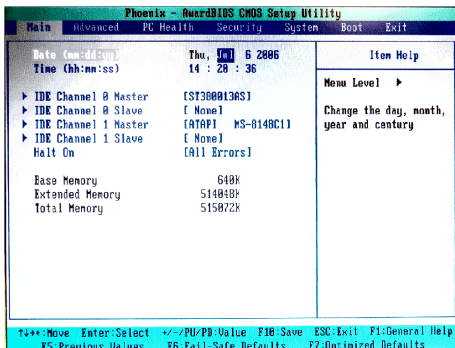 Phoenix - AwardBIOS CMOS Setup Utility
Main Advanced PC Health Security System Boot Exit
Date (mm:dd:yy) Thu, Jul 6 2006
Time (hh:mm:ss) 14 : 20 : 36
IDE Channel 0 Master [ST380013AS]
IDE Channel 0 Slave [ None]
IDE Channel 1 Master [ATAPI MS-8148C1]
IDE Channel 1 Slave [ None]
Halt On [All Errors]
Base Memory 640K
Extended Memory 514048K
Total Memory 515072K
Item Help
Menu Level
Change the day, month,
year and century
↑↓→←:Move Enter:Select +/-/PU/PD:Value F10:Save ESC:Exit F1:General Help
F5:Previous Values F6:Fail-Safe Defaults F7:Optimized Defaults